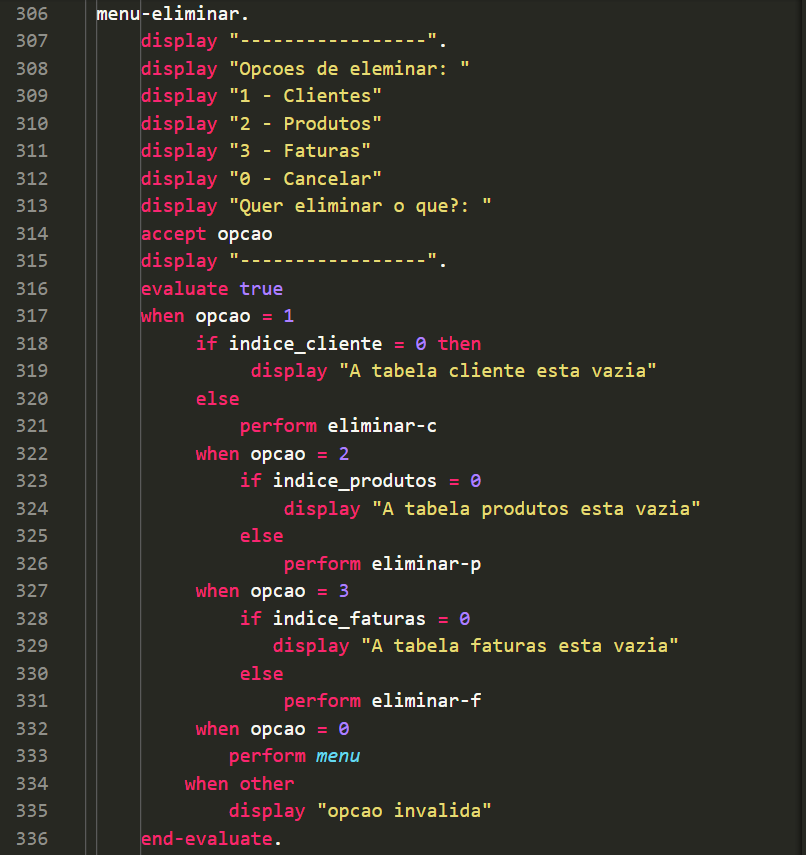 306 menu-eliminar.
307 display "-----------------".
308 display "Opcoes de eleminar: "
309 display "1 - Clientes"
310 display "2 - Produtos"
311 display "3 - Faturas"
312 display "0 - Cancelar"
313 display "Quer eliminar o que?: "
314 accept opcao
315 display "-----------------".
316 evaluate true
317 when opcao = 1
318 if indice_cliente = 0 then
319 display "A tabela cliente esta vazia"
320 else
321 perform eliminar-c
322 when opcao = 2
323 if indice_produtos = 0
324 display "A tabela produtos esta vazia"
325 else
326 perform eliminar-p
327 when opcao = 3
328 if indice_faturas = 0
329 display "A tabela faturas esta vazia"
330 else
331 perform eliminar-f
332 when opcao = 0
333 perform menu
334 when other
335 display "opcao invalida"
336 end-evaluate.